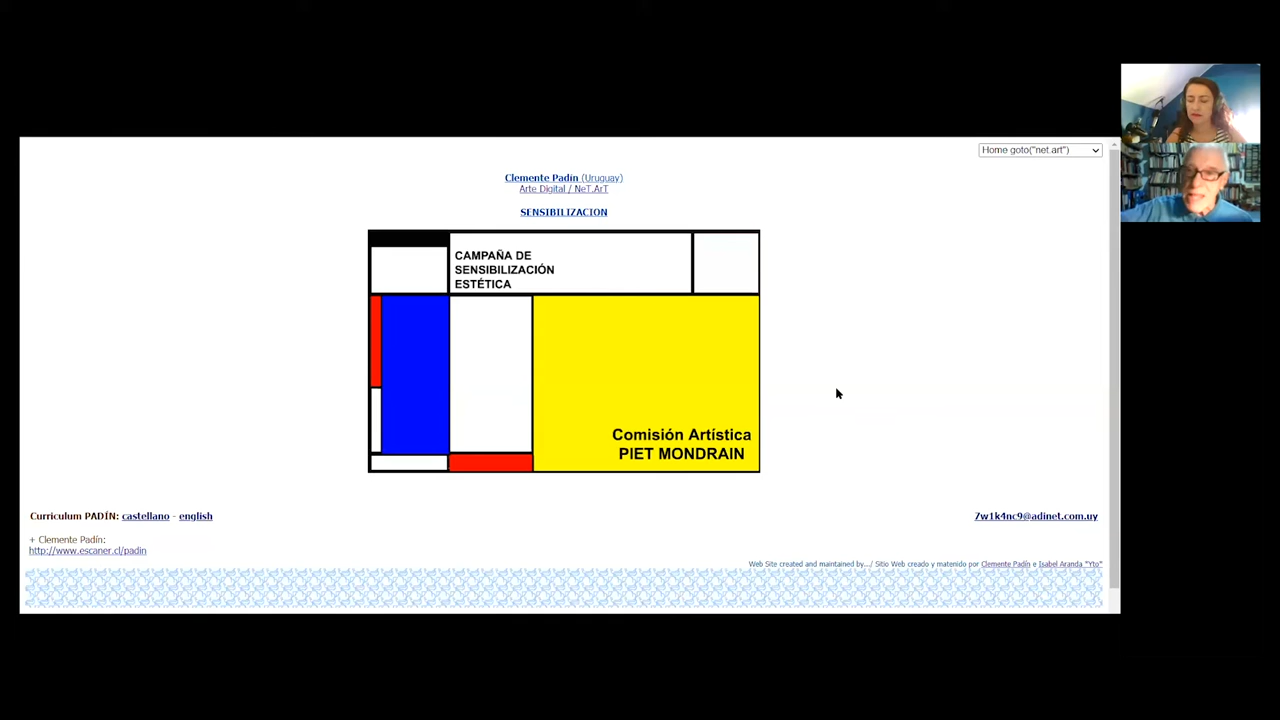 Home goto("net.art")
Clemente Padín (Uruguay)
Arte Digital / NeT.ArT
SENSIBILIZACION
CAMPAÑA DE
SENSIBILIZACIÓN
ESTÉTICA
Comisión Artística
PIET MONDRAIN
Curriculum PADÍN: castellano - english
7w1k4nc9@adinet.com.uy
+ Clemente Padín:
http://www.escaner.cl/padin
Web Site created and maintained by.../ Sitio Web creado y matenido por Clemente Padín e Isabel Aranda "Yto"